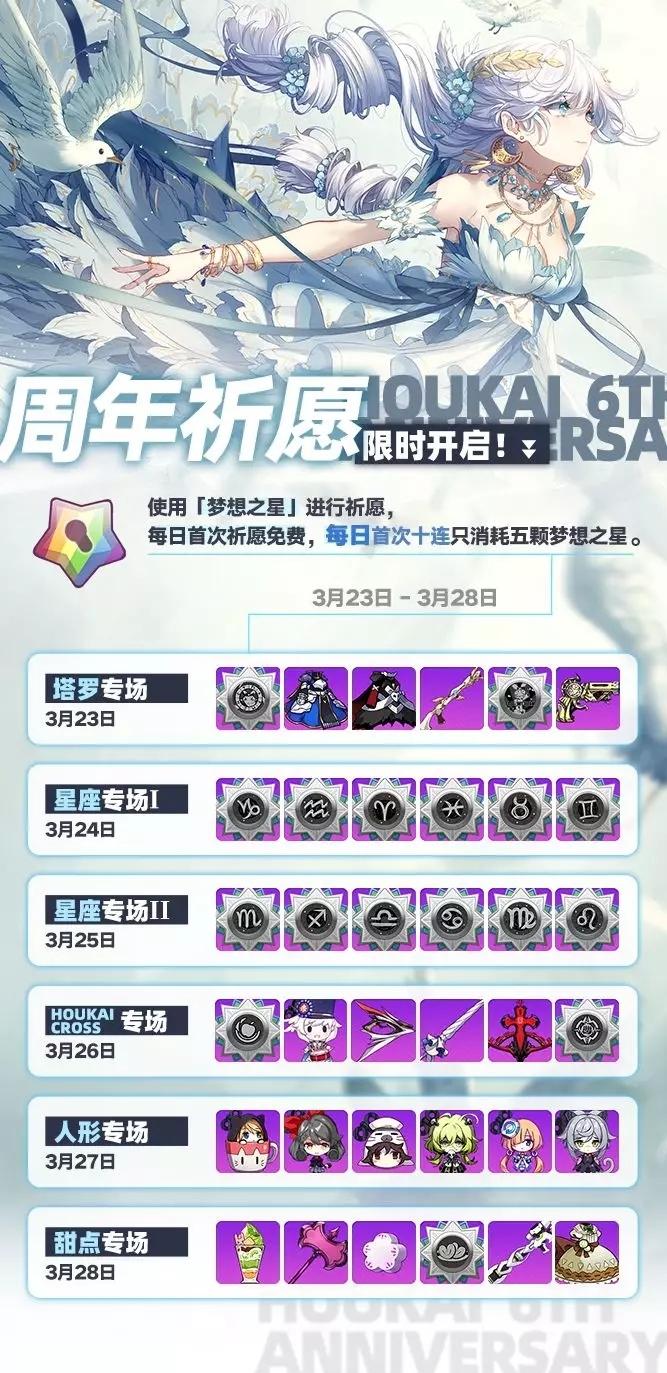 周年祈愿
HOUKAI 6TH
ANNIVERSA
限时开启！
使用「梦想之星」进行祈愿，
每日首次祈愿免费，每日首次十连只消耗五颗梦想之星。
3月23日 - 3月28日
塔罗专场
3月23日
星座专场I
3月24日
星座专场II
3月25日
HOUKAI
CROSS 专场
3月26日
人形专场
3月27日
甜点专场
3月28日
HOUKAI 6TH
ANNIVERSARY